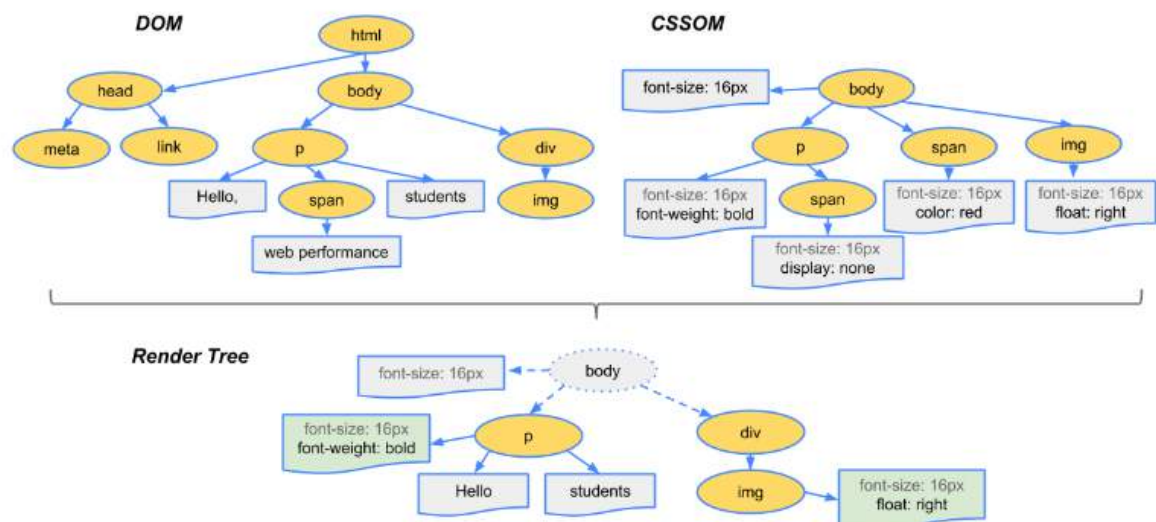 DOM
CSSOM
html
head
body
meta
link
p
div
Hello,
span
students
img
web performance
font-size: 16px
body
p
span
img
font-size: 16px
font-weight: bold
span
font-size: 16px
color: red
font-size: 16px
float: right
font-size: 16px
display: none
Render Tree
font-size: 16px
body
font-size: 16px
font-weight: bold
p
div
Hello
students
img
font-size: 16px
float: right